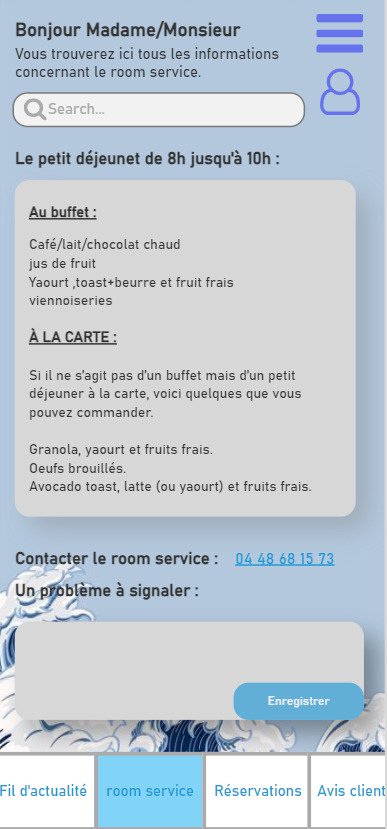 Bonjour Madame/Monsieur
Vous trouverez ici tous les informations
concernant le room service.
Search...
Le petit déjeunet de 8h jusqu'à 10h :
Au buffet :
Café/lait/chocolat chaud
jus de fruit
Yaourt ,toast+beurre et fruit frais
viennoiseries
À LA CARTE :
Si il ne s'agit pas d'un buffet mais d'un petit
déjeuner à la carte, voici quelques que vous
pouvez commander.
Granola, yaourt et fruits frais.
Oeufs brouillés.
Avocado toast, latte (ou yaourt) et fruits frais.
Contacter le room service : 04 48 68 15 73
Un problème à signaler :
Enregistrer
Fil d'actualité room service Réservations Avis client